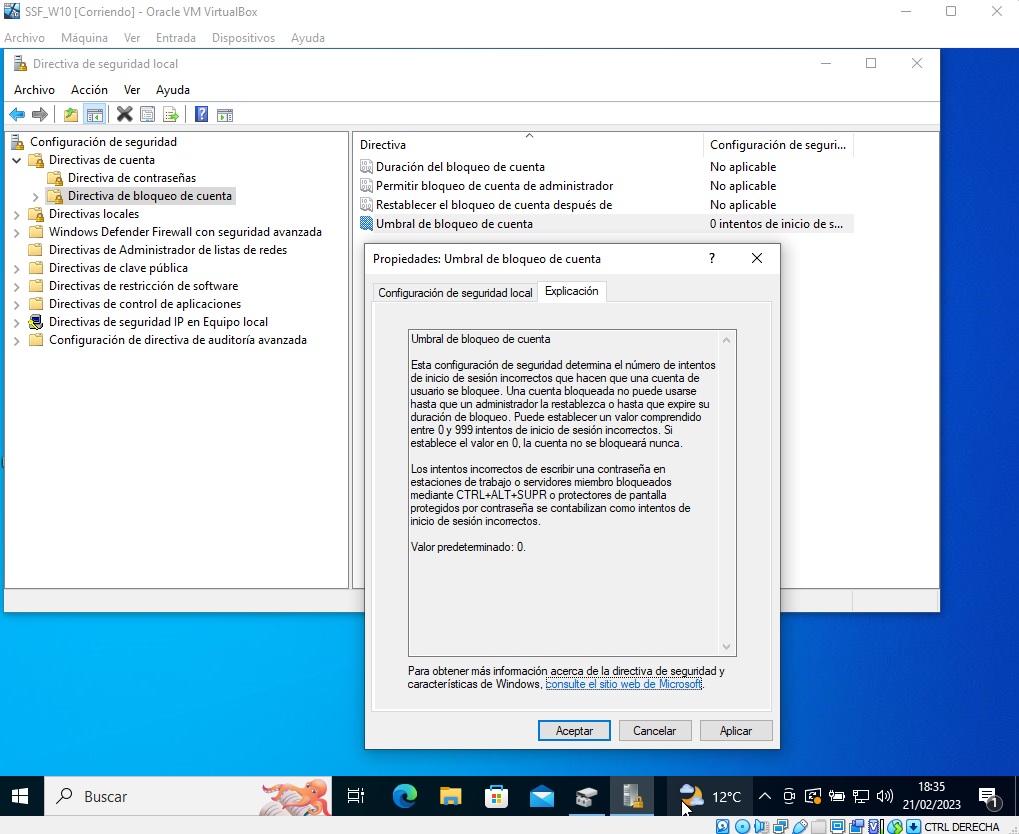 SSF_W10 [Corriendo] - Oracle VM VirtualBox
Archivo Máquina Ver Entrada Dispositivos Ayuda
Directiva de seguridad local
Archivo Acción Ver Ayuda
Configuración de seguridad
Directivas de cuenta
Directiva de contraseñas
Directiva de bloqueo de cuenta
Directivas locales
Windows Defender Firewall con seguridad avanzada
Directivas de Administrador de listas de redes
Directivas de clave pública
Directivas de restricción de software
Directivas de control de aplicaciones
Directivas de seguridad IP en Equipo local
Configuración de directiva de auditoría avanzada
Directiva Configuración de seguri...
Duración del bloqueo de cuenta No aplicable
Permitir bloqueo de cuenta de administrador No aplicable
Restablecer el bloqueo de cuenta después de No aplicable
Umbral de bloqueo de cuenta 0 intentos de inicio de s...
Propiedades: Umbral de bloqueo de cuenta ?
Configuración de seguridad local Explicación
Umbral de bloqueo de cuenta
Esta configuración de seguridad determina el número de intentos
de inicio de sesión incorrectos que hacen que una cuenta de
usuario se bloquee. Una cuenta bloqueada no puede usarse
hasta que un administrador la restablezca o hasta que expire su
duración de bloqueo. Puede establecer un valor comprendido
entre 0 y 999 intentos de inicio de sesión incorrectos. Si
establece el valor en 0, la cuenta no se bloqueará nunca.
Los intentos incorrectos de escribir una contraseña en
estaciones de trabajo o servidores miembro bloqueados
mediante CTRL+ALT+SUPR o protectores de pantalla
protegidos por contraseña se contabilizan como intentos de
inicio de sesión incorrectos.
Valor predeterminado: 0.
Para obtener más información acerca de la directiva de seguridad y
características de Windows, consulte el sitio web de Microsoft.
Aceptar Cancelar Aplicar
Buscar
12°C
18:35
21/02/2023
1
CTRL DERECHA